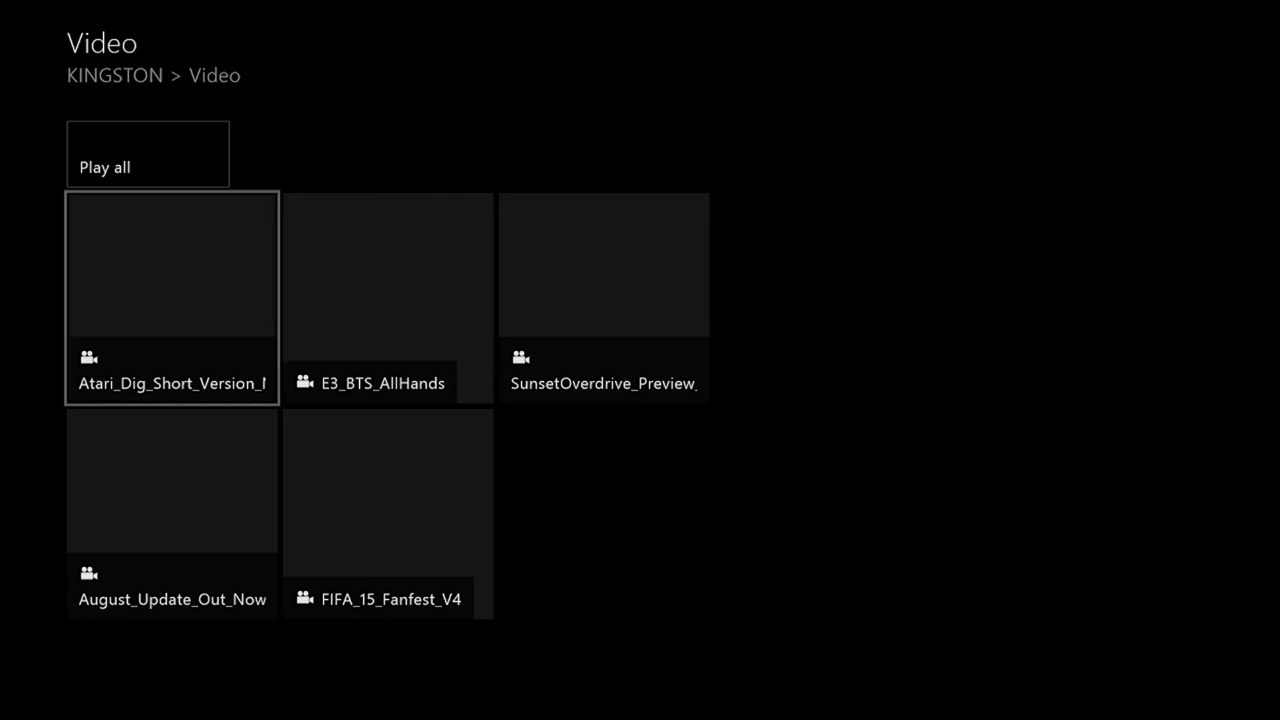 Video
KINGSTON > Video
Play all
Atari_Dig_Short_Version_
E3_BTS_AllHands
SunsetOverdrive_Preview_
August_Update_Out_Now
FIFA_15_Fanfest_V4